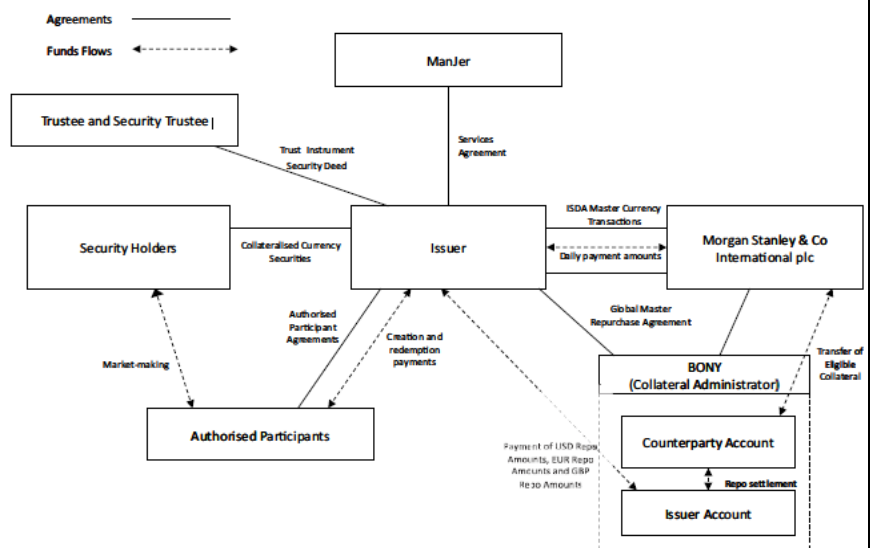 Agreements
Funds Flows
ManJer
Trustee and Security Trustee
Trust Instrument
Security Deed
Services
Agreement
Security Holders
Collateralised Currency
Securities
Issuer
ISDA Master Currency
Transactions
Daily payment amounts
Morgan Stanley & Co
International plc
Authorised
Participant
Agreements
Creation and
redemption
payments
Global Master
Repurchase Agreement
Market-making
BONY
(Collateral Administrator)
Transfer of
Eligible
Collateral
Authorised Participants
Payment of USD Repo
Amounts, EUR Repo
Amounts and GBP
Repo Amounts
Counterparty Account
Repo settlement
Issuer Account